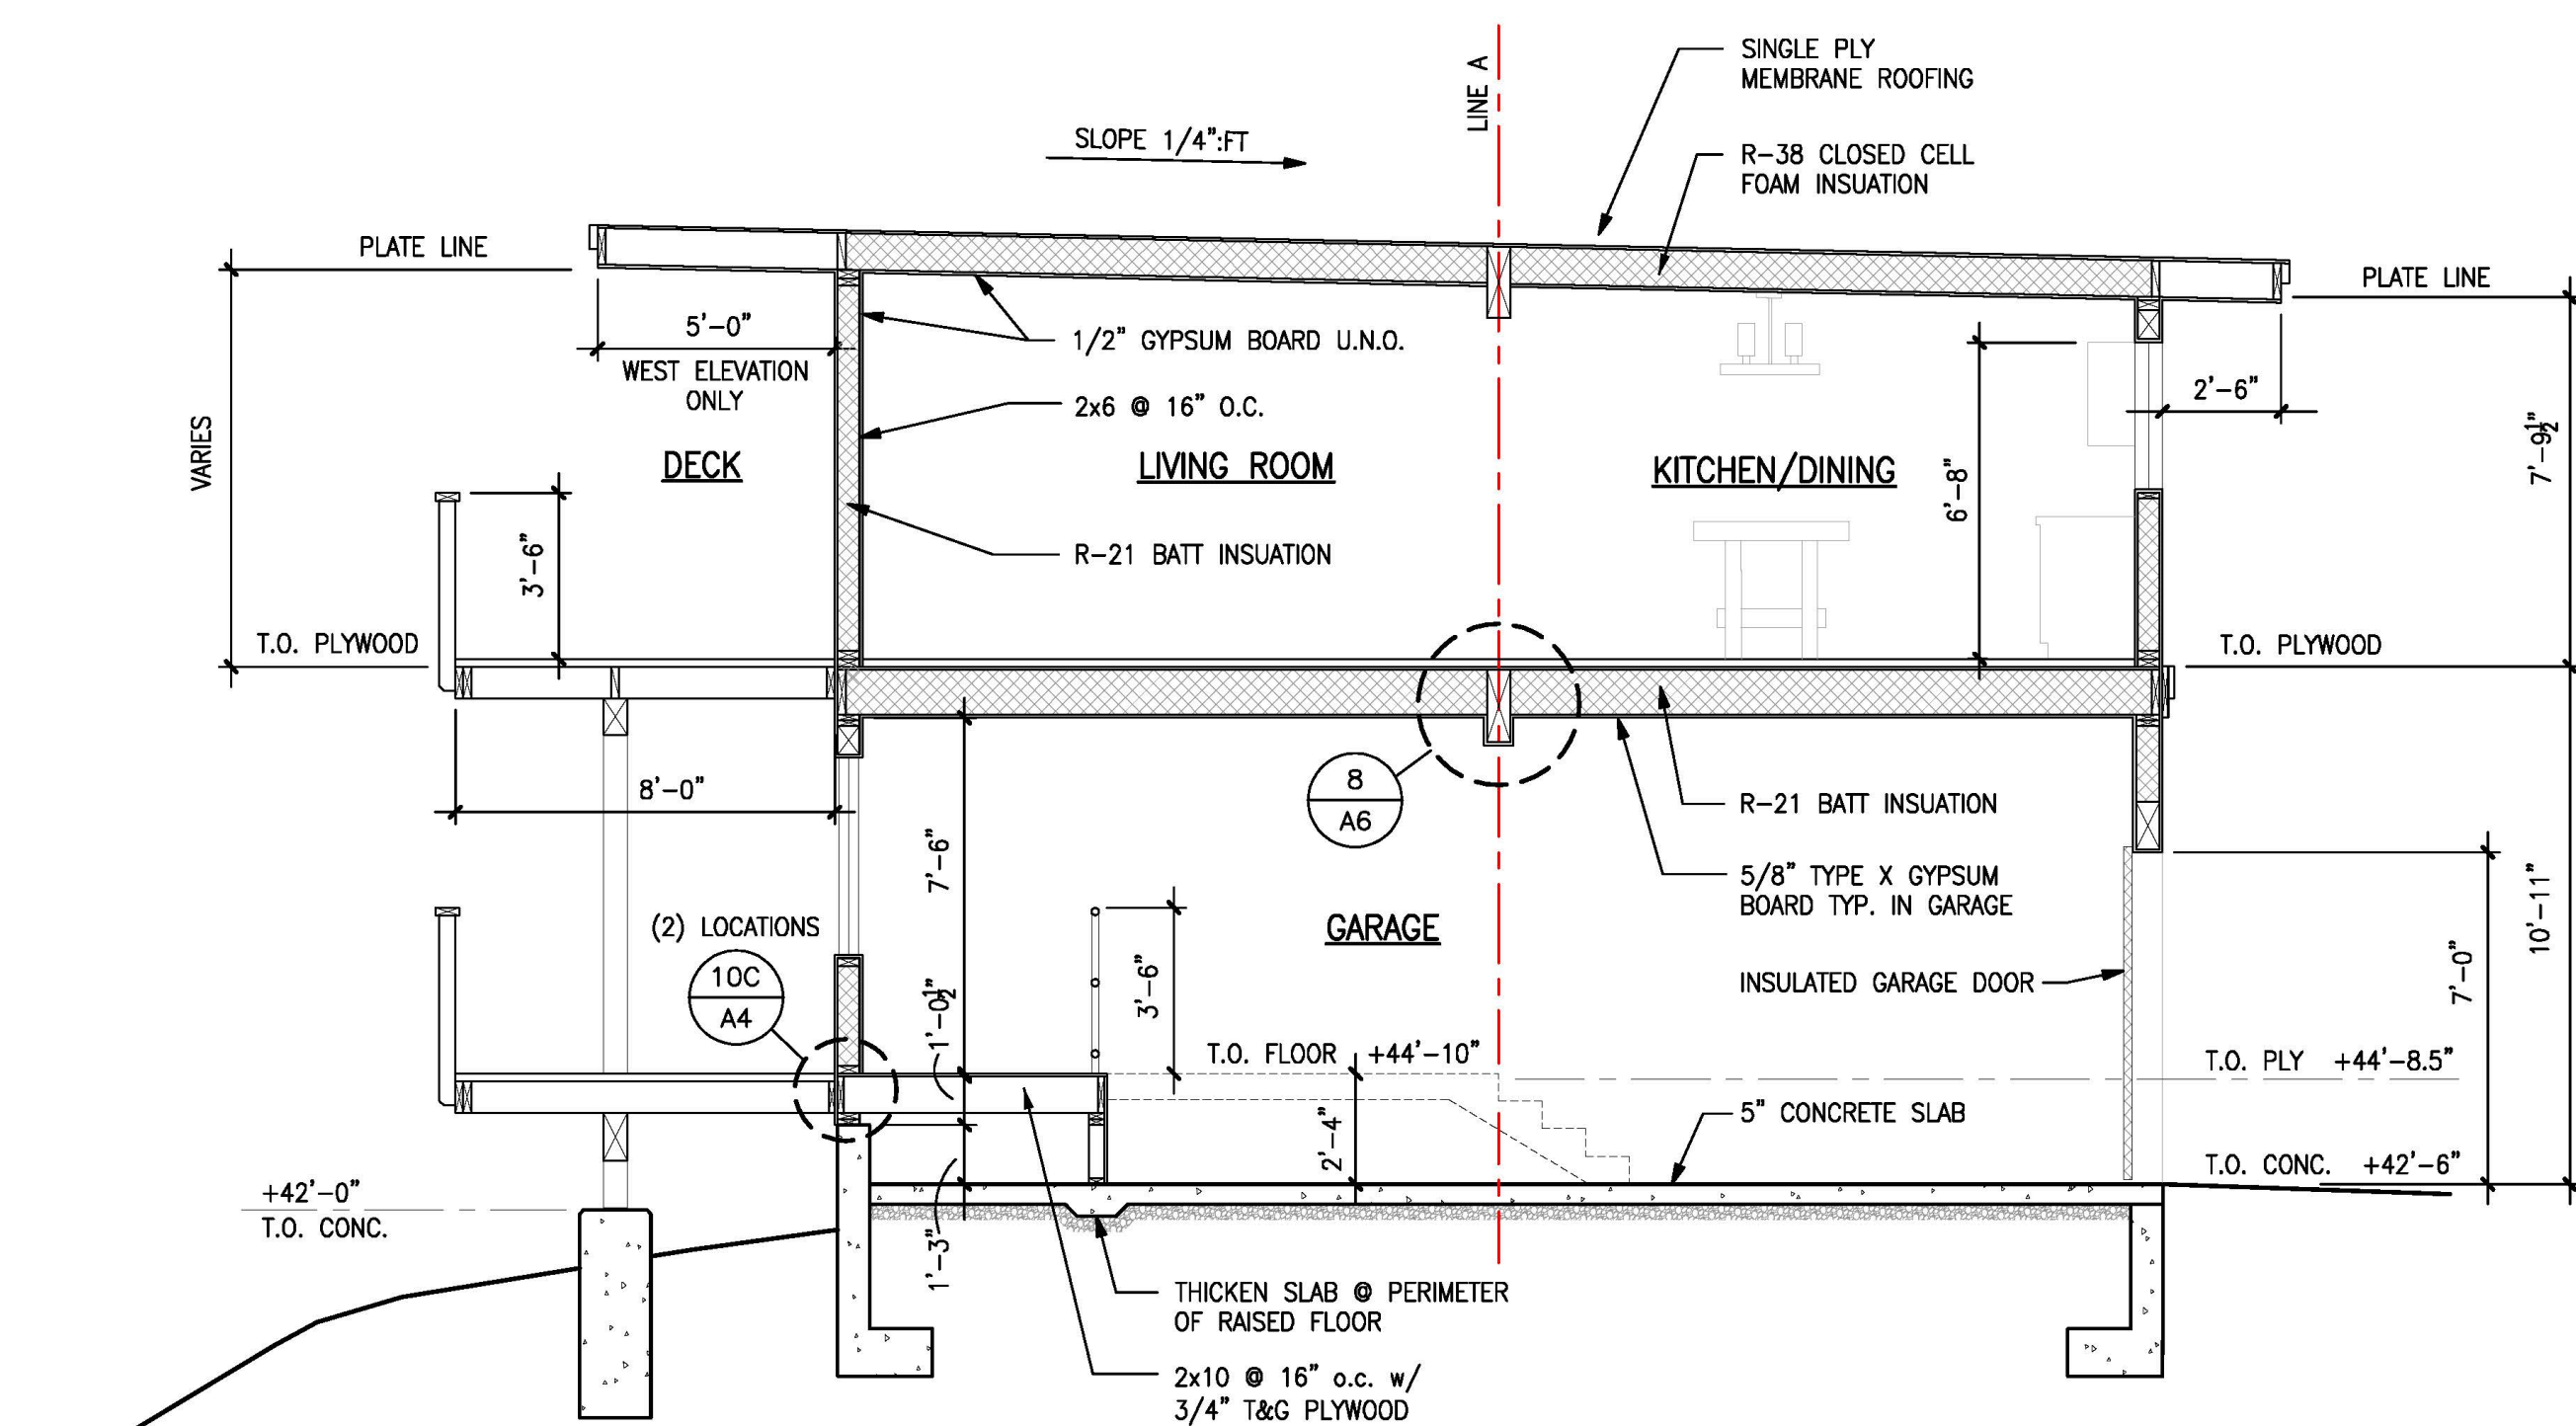 SINGLE PLY
MEMBRANE ROOFING
LINE A
SLOPE 1/4":FT
R-38 CLOSED CELL
FOAM INSUATION
PLATE LINE
PLATE LINE
5'-0"
WEST ELEVATION
ONLY
1/2" GYPSUM BOARD U.N.O.
2'-6"
2x6 @ 16" O.C.
VARIES
DECK
LIVING ROOM
KITCHEN/DINING
6'-8"
7'-9 1/2"
3'-6"
R-21 BATT INSUATION
T.O. PLYWOOD
T.O. PLYWOOD
8'-0"
8
A6
R-21 BATT INSUATION
7'-6"
5/8" TYPE X GYPSUM
BOARD TYP. IN GARAGE
10'-11"
(2) LOCATIONS
GARAGE
10C
A4
1'-0 1/2"
3'-6"
INSULATED GARAGE DOOR
7'-0"
T.O. FLOOR +44'-10"
T.O. PLY +44'-8.5"
2'-4"
5" CONCRETE SLAB
T.O. CONC. +42'-6"
+42'-0"
T.O. CONC.
1'-3"
THICKEN SLAB @ PERIMETER
OF RAISED FLOOR
2x10 @ 16" o.c. w/
3/4" T&G PLYWOOD